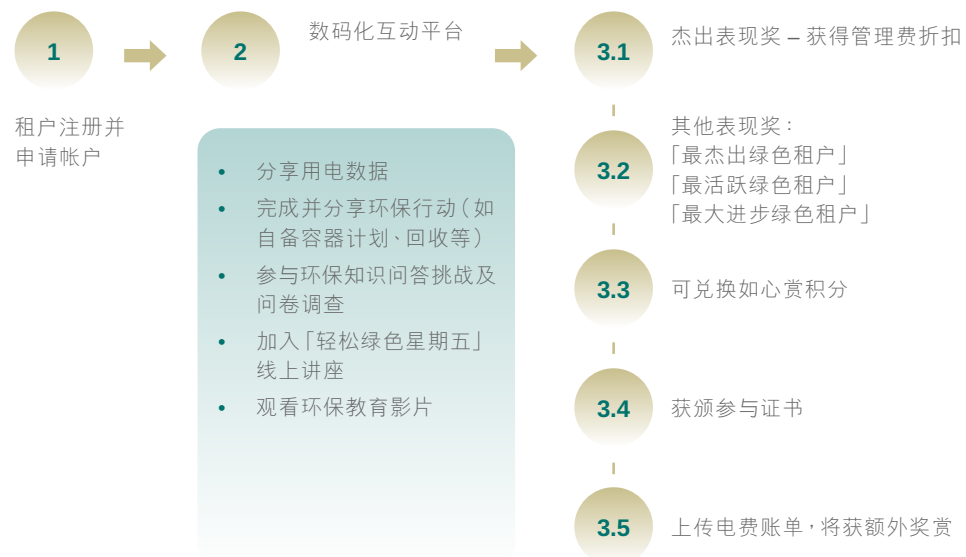 1
租户注册并
申请帐户
2
数码化互动平台
• 分享用电数据
• 完成并分享环保行动（如
自备容器计划、回收等）
• 参与环保知识问答挑战及
问卷调查
• 加入「轻松绿色星期五」
线上讲座
• 观看环保教育影片
3.1
杰出表现奖 – 获得管理费折扣
3.2
其他表现奖：
「最杰出绿色租户」
「最活跃绿色租户」
「最大进步绿色租户」
3.3
可兑换如心赏积分
3.4
获颁参与证书
3.5
上传电费账单，将获额外奖赏